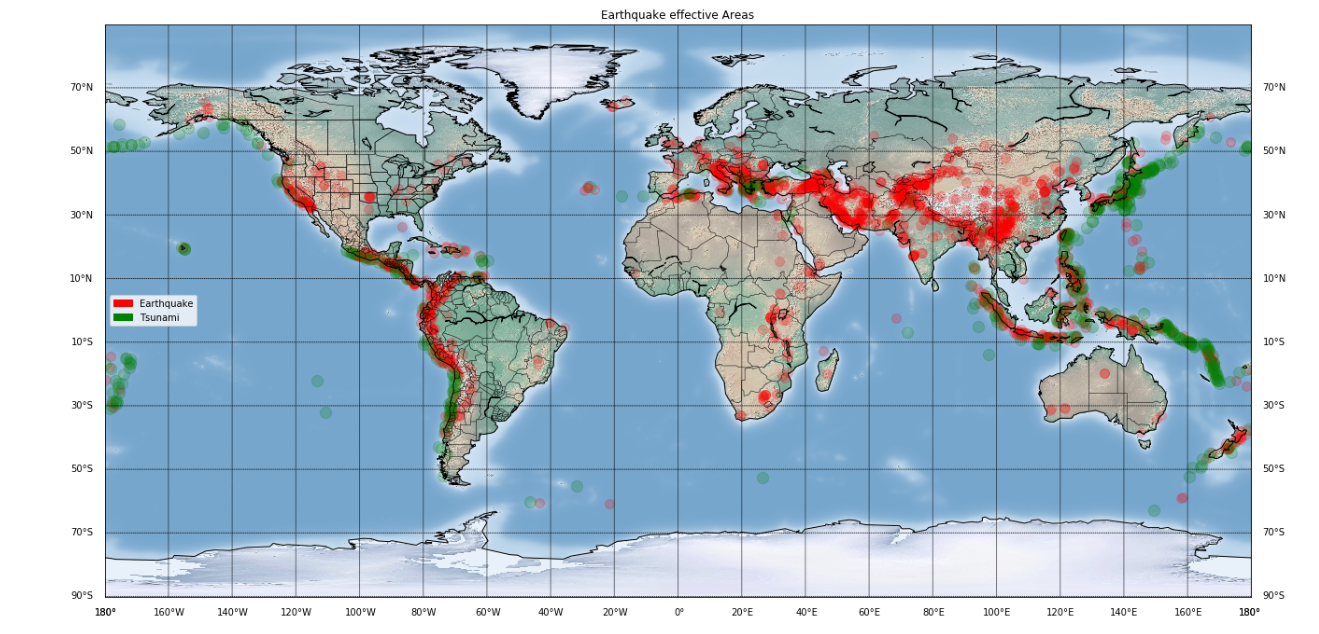 Earthquake effective Areas
70°N 70°N
50°N 50°N
30°N 30°N
10°N 10°N
Earthquake
Tsunami
10°S 10°S
30°S 30°S
50°S 50°S
70°S 70°S
90°S 90°S
180° 160°W 140°W 120°W 100°W 80°W 60°W 40°W 20°W 0° 20°E 40°E 60°E 80°E 100°E 120°E 140°E 160°E 180°